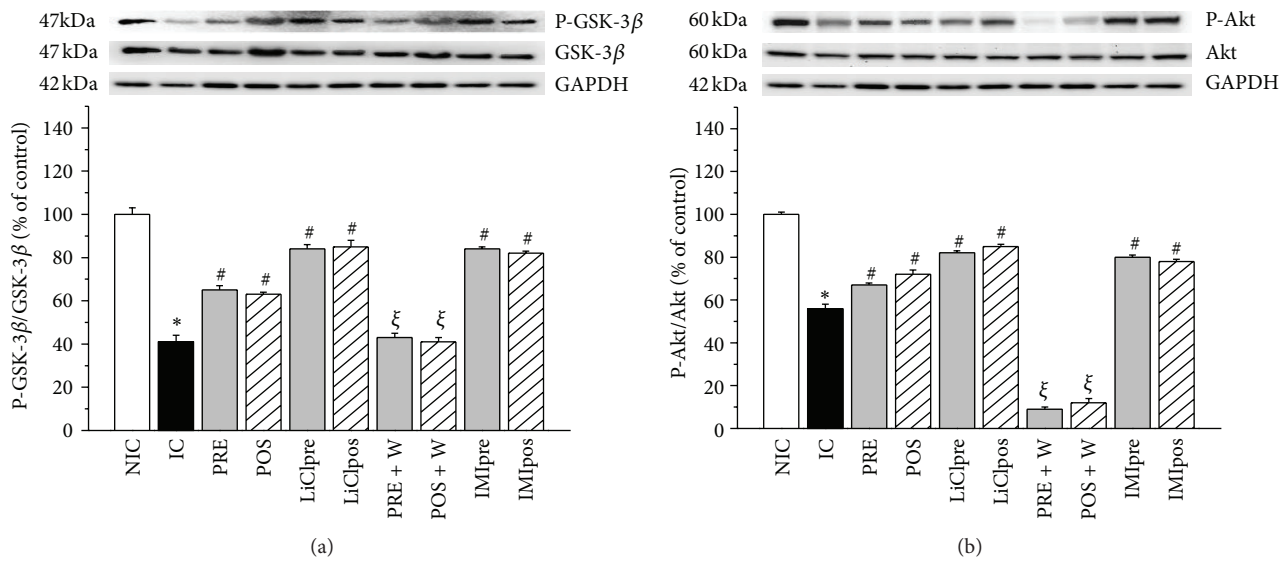 47 kDa P-GSK-3β
47 kDa GSK-3β
42 kDa GAPDH
P-GSK-3β/GSK-3β (% of control)
140
120
100
80
60
40
20
0
*
#
#
#
#
ξ
ξ
#
#
NIC
IC
PRE
POS
LiClpre
LiClpos
PRE + W
POS + W
IMIpre
IMIpos
(a)
60 kDa P-Akt
60 kDa Akt
42 kDa GAPDH
P-Akt/Akt (% of control)
140
120
100
80
60
40
20
0
*
#
#
#
#
ξ
ξ
#
#
NIC
IC
PRE
POS
LiClpre
LiClpos
PRE + W
POS + W
IMIpre
IMIpos
(b)